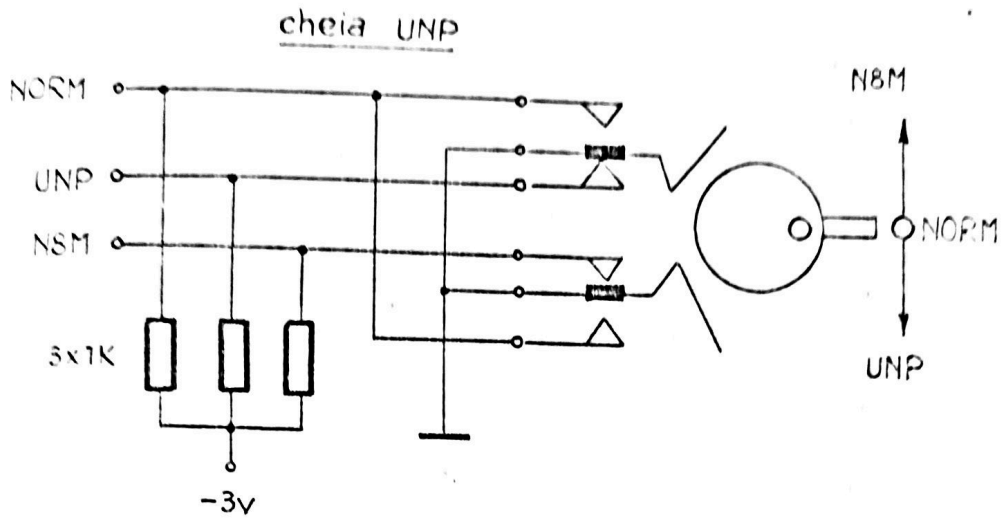 cheia UNP
NORM
UNP
N8M
3x1K
-3v
N8M
NORM
UNP